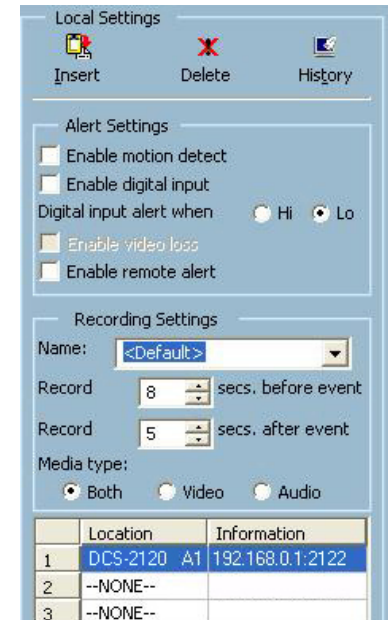 Local Settings
Insert Delete History
Alert Settings
Enable motion detect
Enable digital input
Digital input alert when Hi Lo
Enable video loss
Enable remote alert
Recording Settings
Name: <Default>
Record 8 secs. before event
Record 5 secs. after event
Media type:
Both Video Audio
Location Information
1 DCS-2120 A1 192.168.0.1:2122
2 --NONE--
3 --NONE--